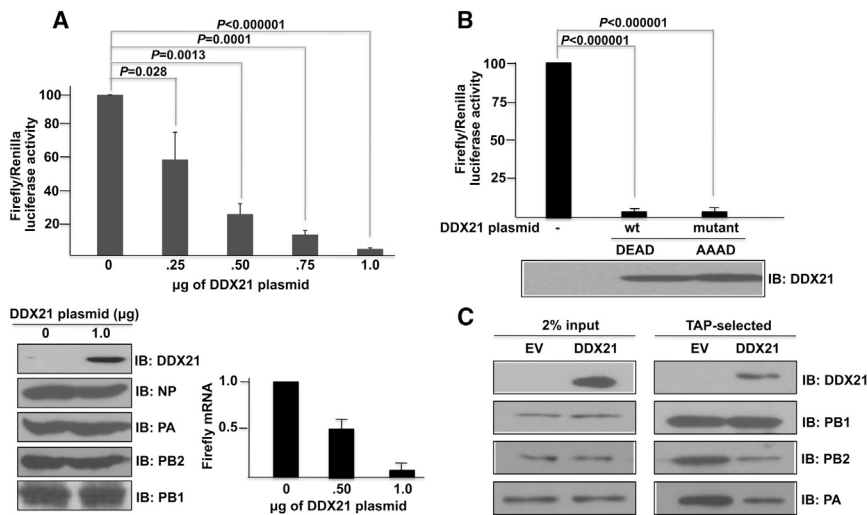 A
P<0.000001
P=0.0001
P=0.0013
P=0.028
Firefly/Renilla
luciferase activity
100
80
60
40
20
0 .25 .50 .75 1.0
µg of DDX21 plasmid
DDX21 plasmid (µg)
0 1.0
IB: DDX21
IB: NP
IB: PA
IB: PB2
IB: PB1
Firefly mRNA
1.0
0.5
0 .50 1.0
µg of DDX21 plasmid
B
P<0.000001
P<0.000001
Firefly/Renilla
luciferase activity
100
75
50
25
DDX21 plasmid - wt mutant
DEAD AAAD
IB: DDX21
C
2% input TAP-selected
EV DDX21 EV DDX21
IB: DDX21
IB: PB1
IB: PB2
IB: PA